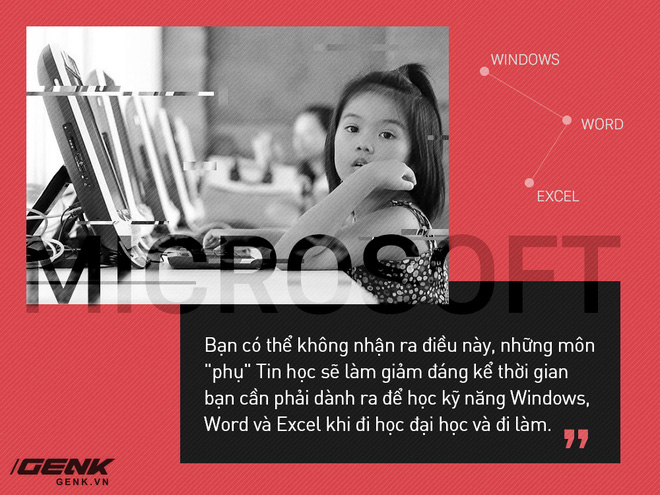 WINDOWS
WORD
EXCEL
MICROSOFT
Bạn có thể không nhận ra điều này, những môn
"phụ" Tin học sẽ làm giảm đáng kể thời gian
bạn cần phải dành ra để học kỹ năng Windows,
Word và Excel khi đi học đại học và đi làm.
”
/GENK
GENK.VN